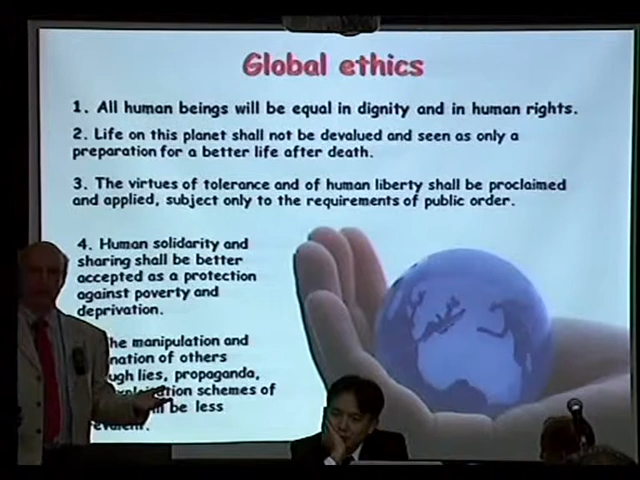 Global ethics
1. All human beings will be equal in dignity and in human rights.
2. Life on this planet shall not be devalued and seen as only a
preparation for a better life after death.
3. The virtues of tolerance and of human liberty shall be proclaimed
and applied, subject only to the requirements of public order.
4. Human solidarity and
sharing shall be better
accepted as a protection
against poverty and
deprivation.
manipulation and
of others
lies, propaganda,
schemes of
be less